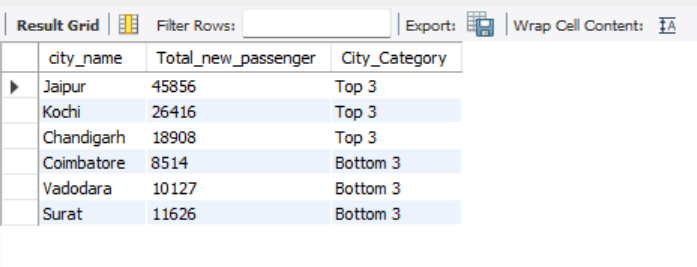 Result Grid Filter Rows: Export: Wrap Cell Content: IA
city_name Total_new_passenger City_Category
Jaipur 45856 Top 3
Kochi 26416 Top 3
Chandigarh 18908 Top 3
Coimbatore 8514 Bottom 3
Vadodara 10127 Bottom 3
Surat 11626 Bottom 3